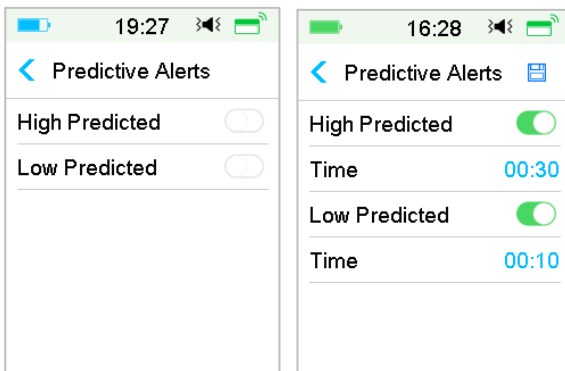 19:27
Predictive Alerts
High Predicted
Low Predicted
16:28
Predictive Alerts
High Predicted
Time 00:30
Low Predicted
Time 00:10